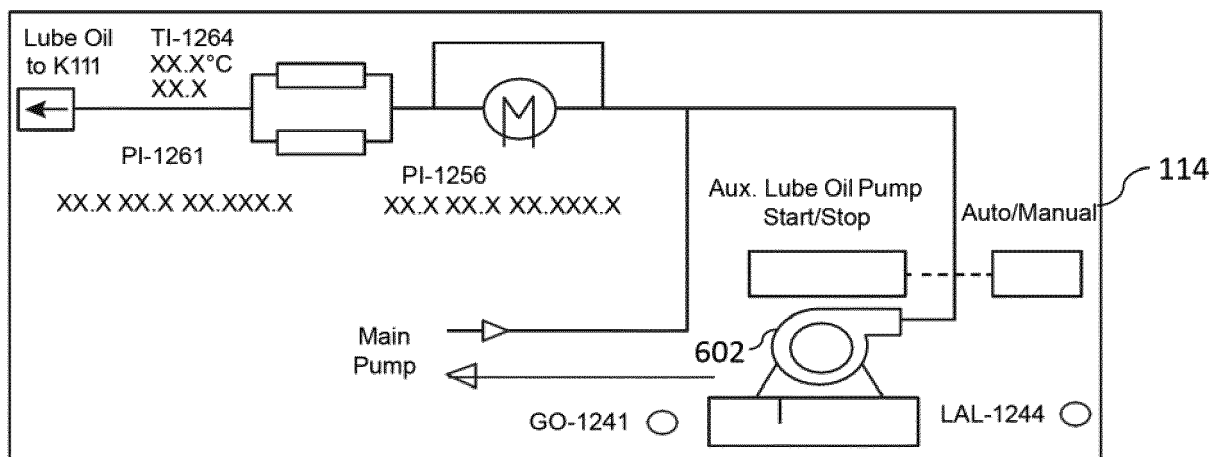 Lube Oil
to K111
TI-1264
XX.X°C
XX.X
PI-1261
XX.X XX.X XX.XXX.X
PI-1256
XX.X XX.X XX.XXX.X
Aux. Lube Oil Pump
Start/Stop
Auto/Manual
114
Main
Pump
602
GO-1241
LAL-1244